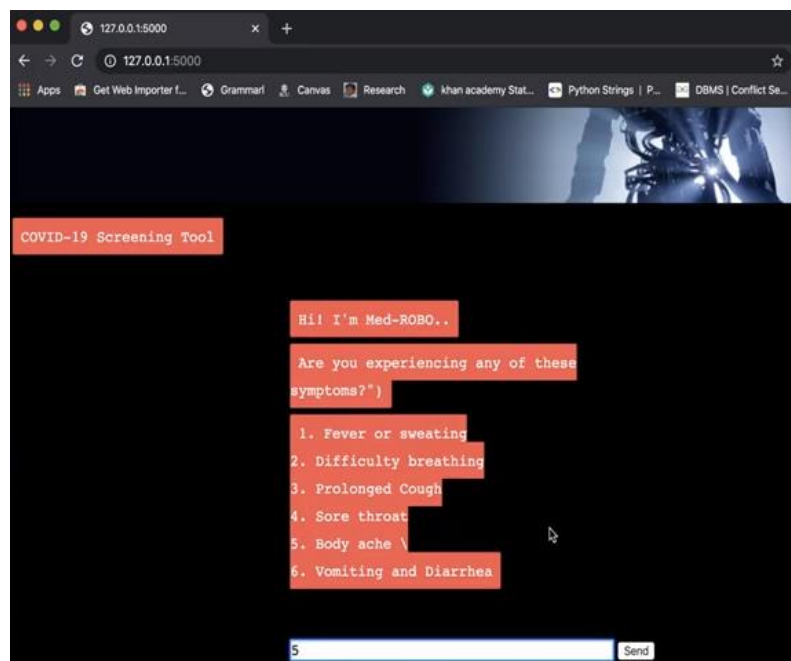 127.0.0.1:5000
127.0.0.1:5000
Apps Get Web Importer f... Grammarl Canvas Research khan academy Stat... Python Strings | P... DBMS | Conflict Se...
COVID-19 Screening Tool
Hi! I'm Med-ROBO..
Are you experiencing any of these
symptoms?")
1. Fever or sweating
2. Difficulty breathing
3. Prolonged Cough
4. Sore throat
5. Body ache \
6. Vomiting and Diarrhea
5 Send